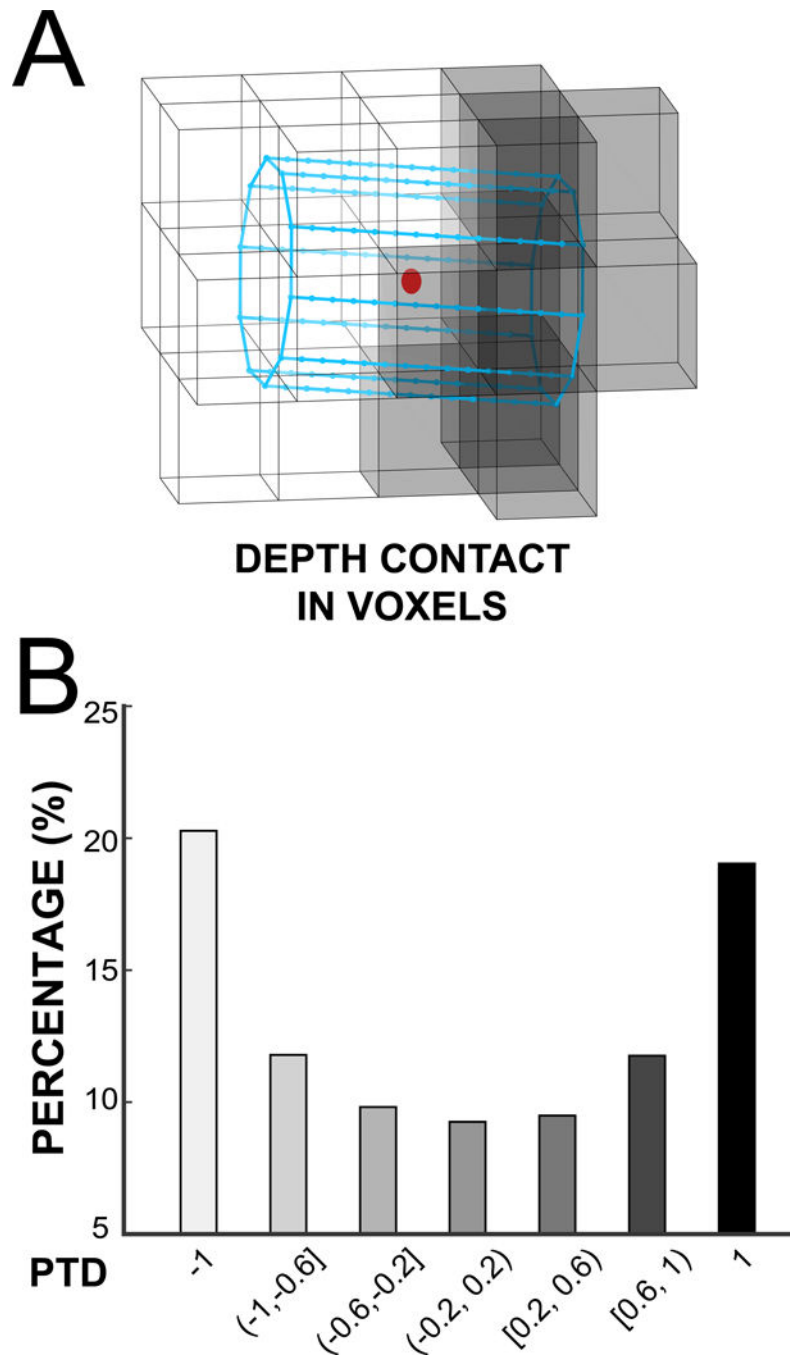 A
DEPTH CONTACT
IN VOXELS
B
PERCENTAGE (%)
25
20
15
10
5
PTD
-1
(-1,-0.6]
(-0.6,-0.2]
(-0.2, 0.2)
[0.2, 0.6)
[0.6, 1)
1